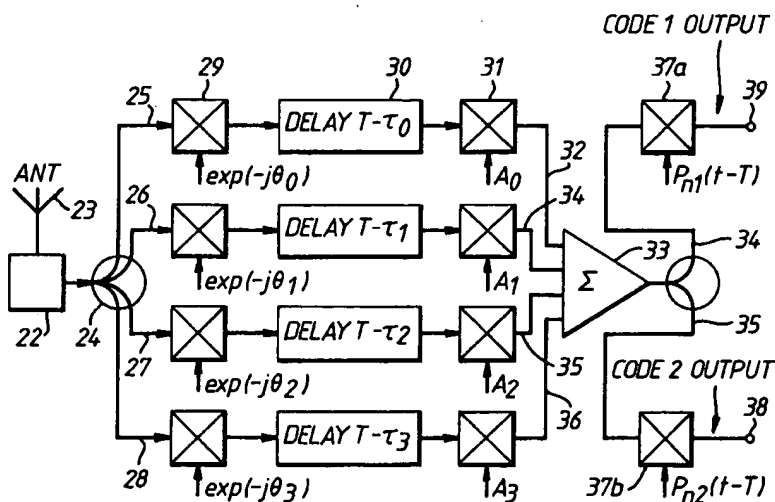 CODE 1 OUTPUT
29
30
31
37a
39
25
DELAY T-τ0
32
ANT
exp(-jθ0)
A0
Pn1(t-T)
23
26
34
33
34
DELAY T-τ1
Σ
exp(-jθ1)
A1
22
24
27
DELAY T-τ2
35
35
exp(-jθ2)
A2
36
CODE 2 OUTPUT
38
28
DELAY T-τ3
exp(-jθ3)
A3
37b
Pn2(t-T)